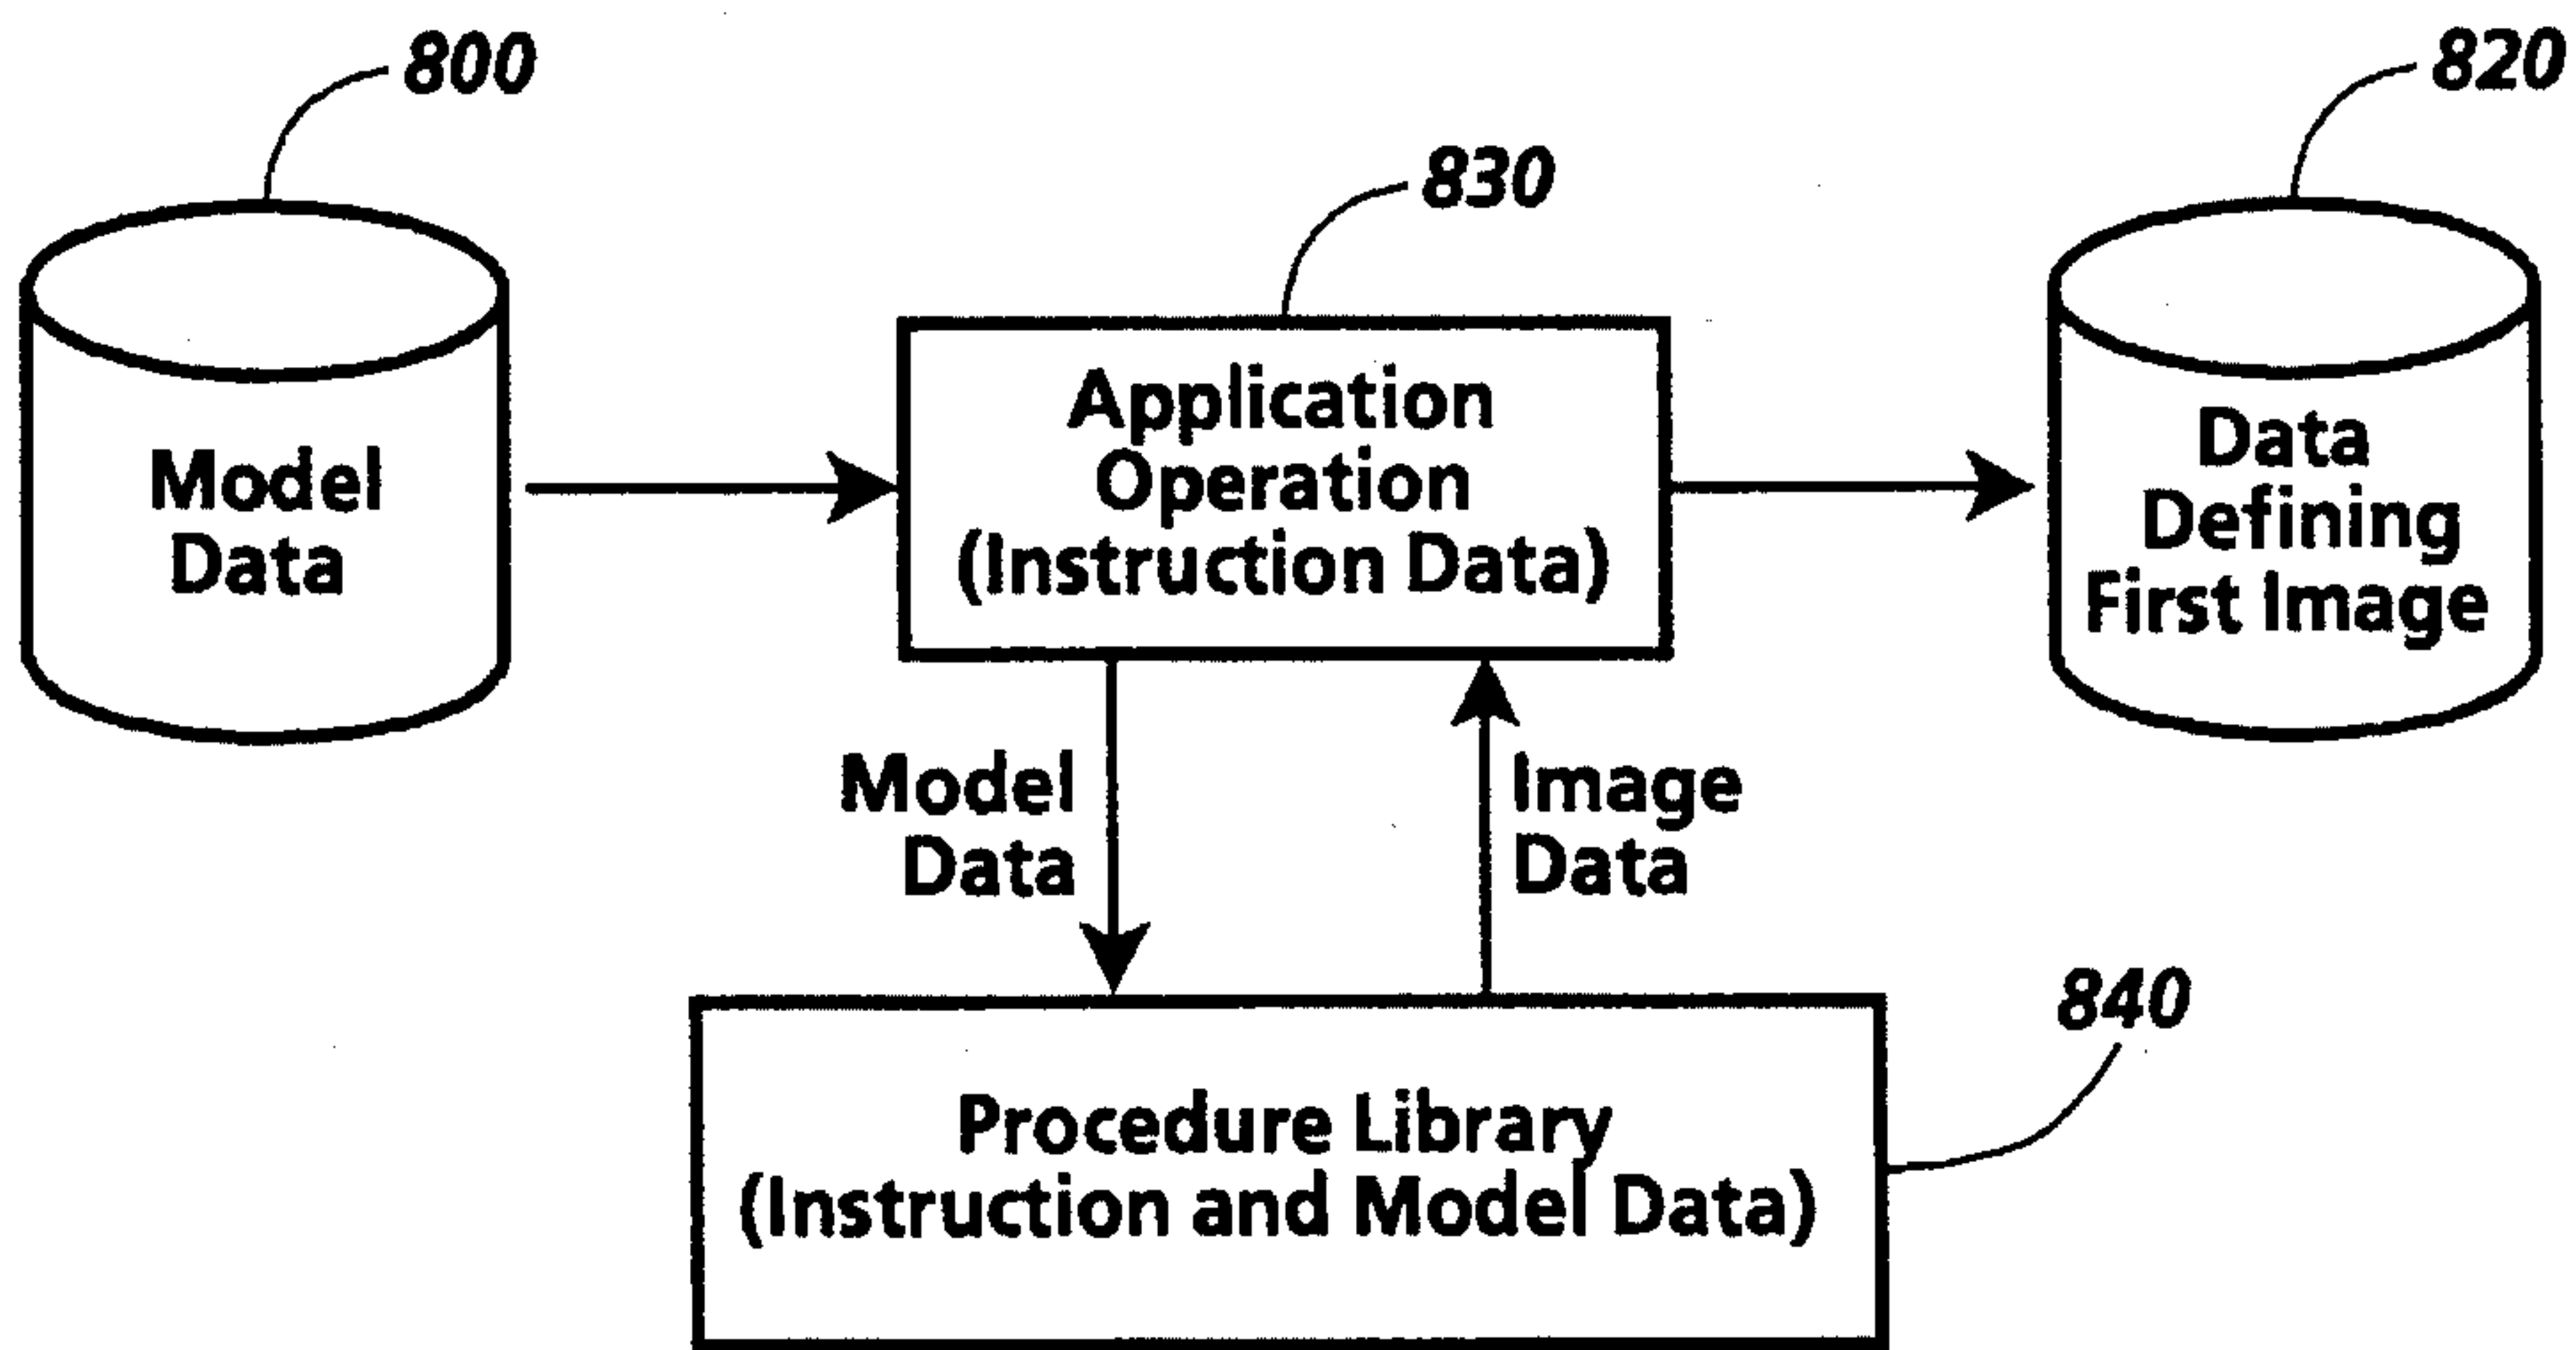 800
820
830
Model
Data
Application
Operation
(Instruction Data)
Data
Defining
First Image
Model
Data
Image
Data
840
Procedure Library
(Instruction and Model Data)